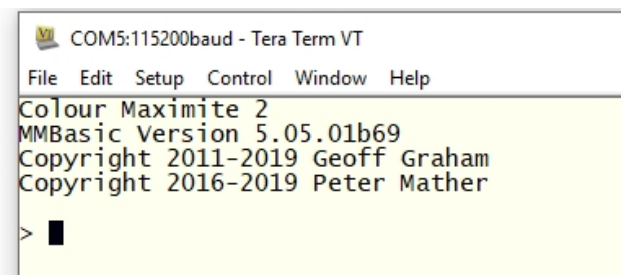 COM5:115200baud - Tera Term VT
File Edit Setup Control Window Help
Colour Maximite 2
MMBasic Version 5.05.01b69
Copyright 2011-2019 Geoff Graham
Copyright 2016-2019 Peter Mather
>